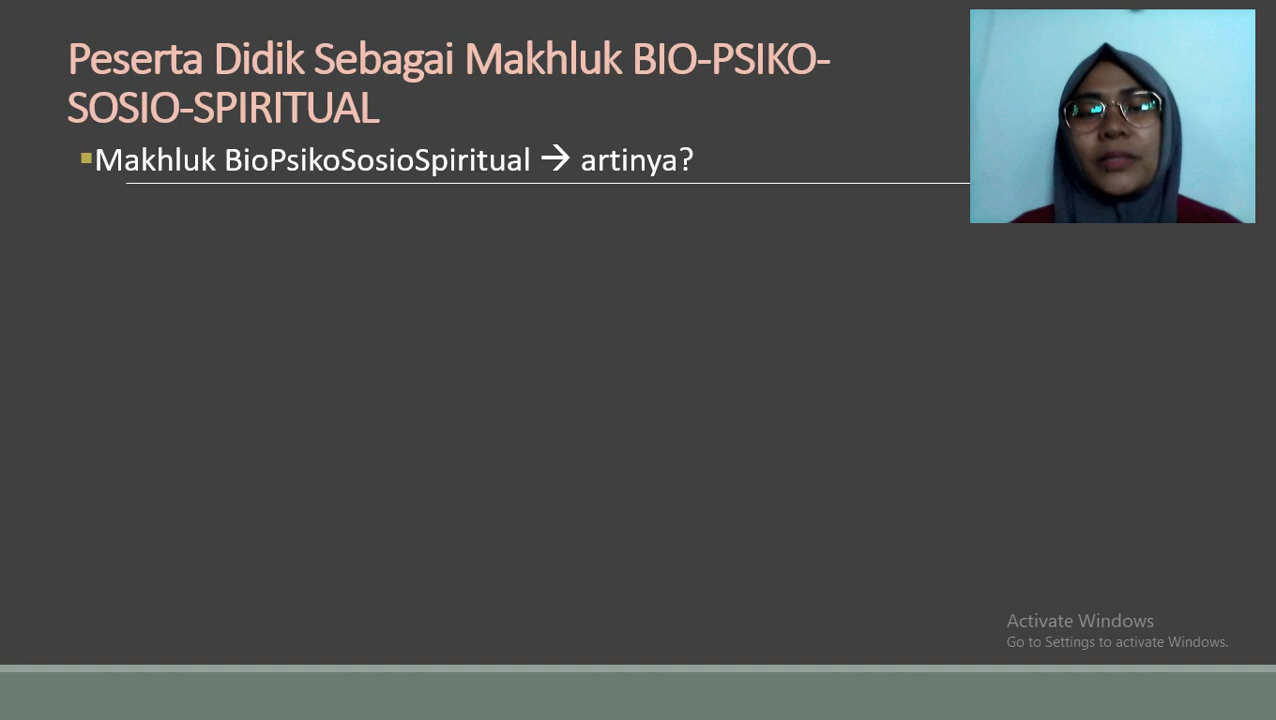 Peserta Didik Sebagai Makhluk BIO-PSIKO-
SOSIO-SPIRITUAL
Makhluk BioPsikoSosioSpiritual → artinya?
Activate Windows
Go to Settings to activate Windows.